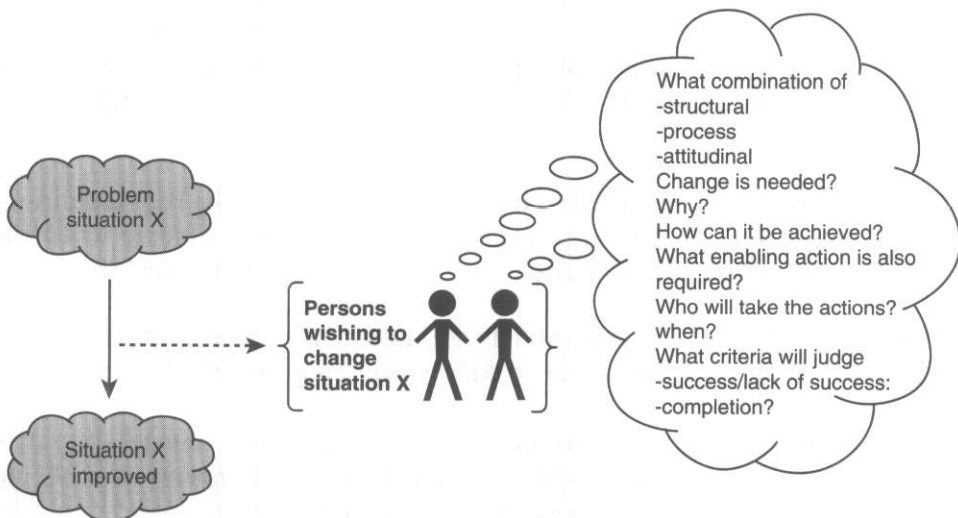 Problem
situation X
Situation X
improved
Persons
wishing to
change
situation X
What combination of
-structural
-process
-attitudinal
Change is needed?
Why?
How can it be achieved?
What enabling action is also
required?
Who will take the actions?
when?
What criteria will judge
-success/lack of success:
-completion?